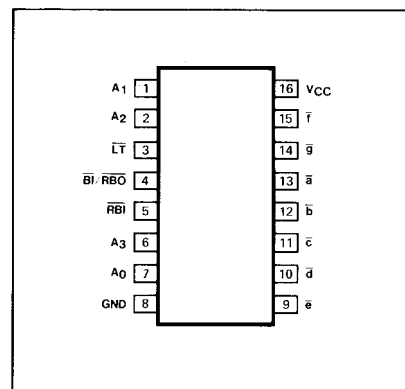 A1 1 16 VCC
A2 2 15 f̅
L̅T̅ 3 14 g̅
B̅I̅/R̅B̅O̅ 4 13 a̅
R̅B̅I̅ 5 12 b̅
A3 6 11 c̅
A0 7 10 d̅
GND 8 9 e̅